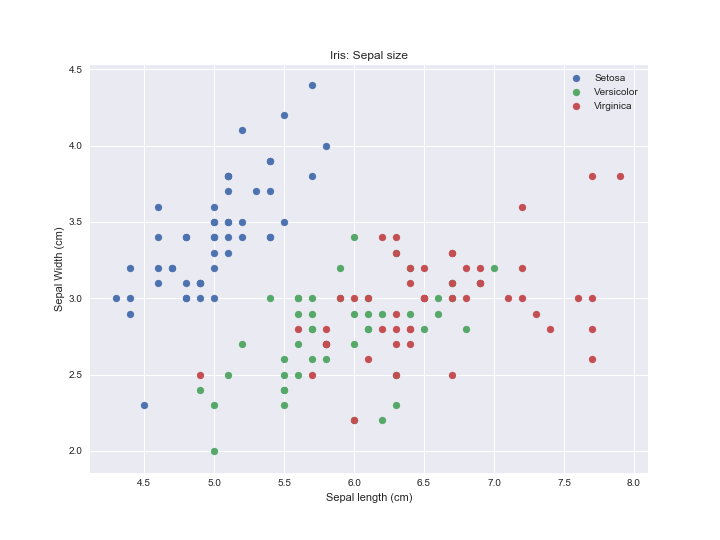 Iris: Sepal size
Setosa
Versicolor
Virginica
Sepal Width (cm)
4.5
4.0
3.5
3.0
2.5
2.0
4.5 5.0 5.5 6.0 6.5 7.0 7.5 8.0
Sepal length (cm)